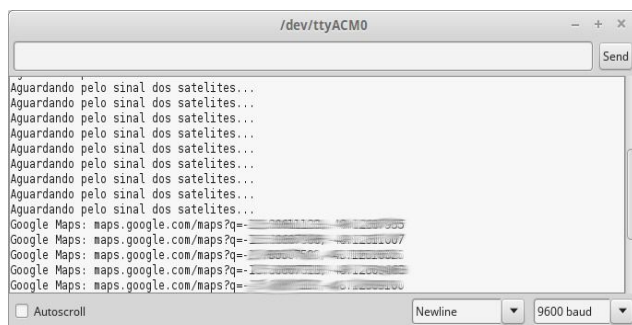 /dev/ttyACM0
Send
Aguardando pelo sinal dos satelites...
Aguardando pelo sinal dos satelites...
Aguardando pelo sinal dos satelites...
Aguardando pelo sinal dos satelites...
Aguardando pelo sinal dos satelites...
Aguardando pelo sinal dos satelites...
Aguardando pelo sinal dos satelites...
Aguardando pelo sinal dos satelites...
Aguardando pelo sinal dos satelites...
Google Maps: maps.google.com/maps?q=-
Google Maps: maps.google.com/maps?q=-
Google Maps: maps.google.com/maps?q=-
Google Maps: maps.google.com/maps?q=-
Google Maps: maps.google.com/maps?q=-
Autoscroll Newline 9600 baud